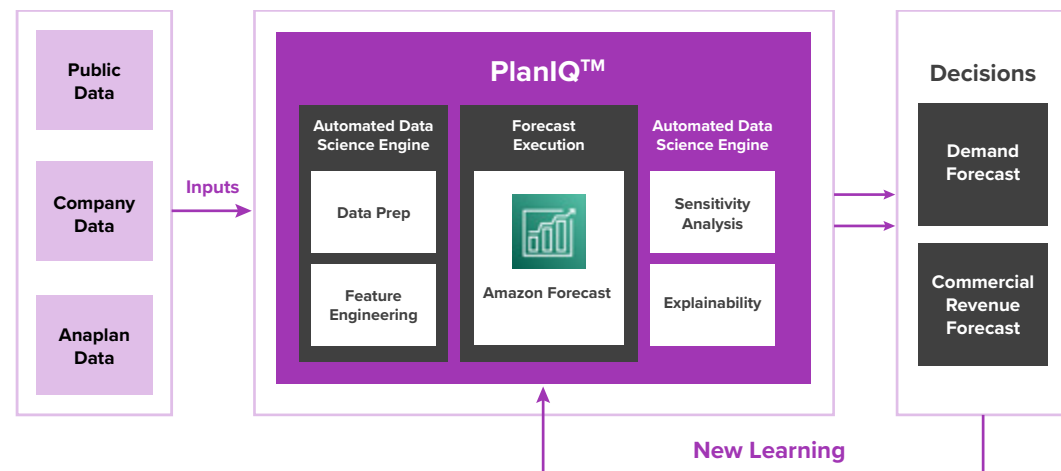 Public
Data
Company
Data
Anaplan
Data
Inputs
PlanIQ™
Automated Data
Science Engine
Data Prep
Feature
Engineering
Forecast
Execution
Amazon Forecast
Automated Data
Science Engine
Sensitivity
Analysis
Explainability
Decisions
Demand
Forecast
Commercial
Revenue
Forecast
New Learning